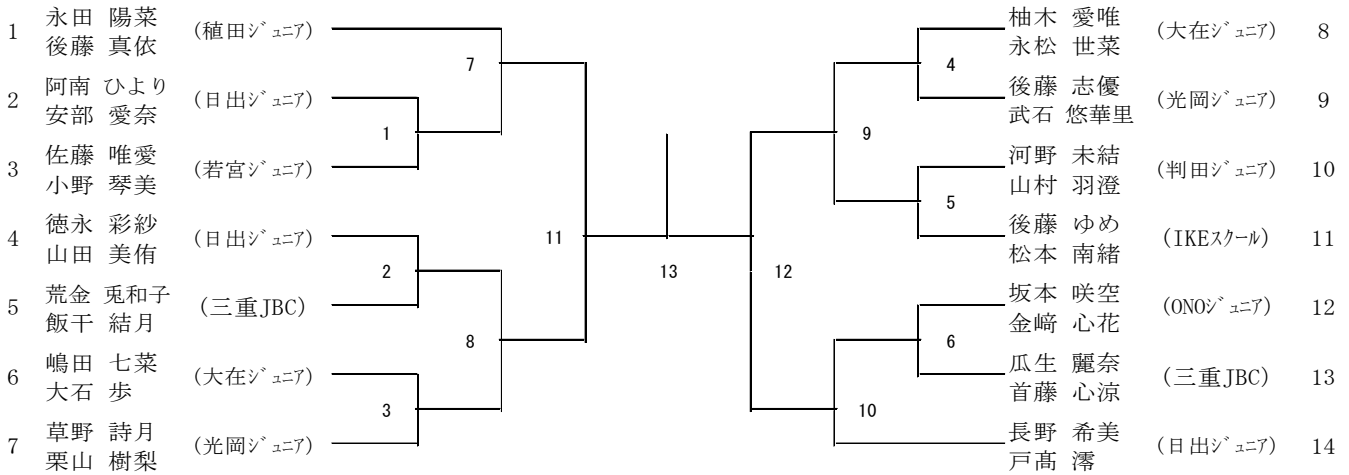 1 永田 陽菜 (稙田ジュニア)
後藤 真依
2 阿南 ひより (日出ジュニア)
安部 愛奈
3 佐藤 唯愛 (若宮ジュニア)
小野 琴美
4 徳永 彩紗 (日出ジュニア)
山田 美侑
5 荒金 兎和子 (三重JBC)
飯干 結月
6 嶋田 七菜 (大在ジュニア)
大石 歩
7 草野 詩月 (光岡ジュニア)
栗山 樹梨
7
1
2
8
3
11
13
12
4
9
5
6
10
柚木 愛唯 (大在ジュニア) 8
永松 世菜
後藤 志優 (光岡ジュニア) 9
武石 悠華里
河野 未結 (判田ジュニア) 10
山村 羽澄
後藤 ゆめ (IKEスクール) 11
松本 南緒
坂本 咲空 (ONOジュニア) 12
金﨑 心花
瓜生 麗奈 (三重JBC) 13
首藤 心涼
長野 希美 (日出ジュニア) 14
戸髙 澪